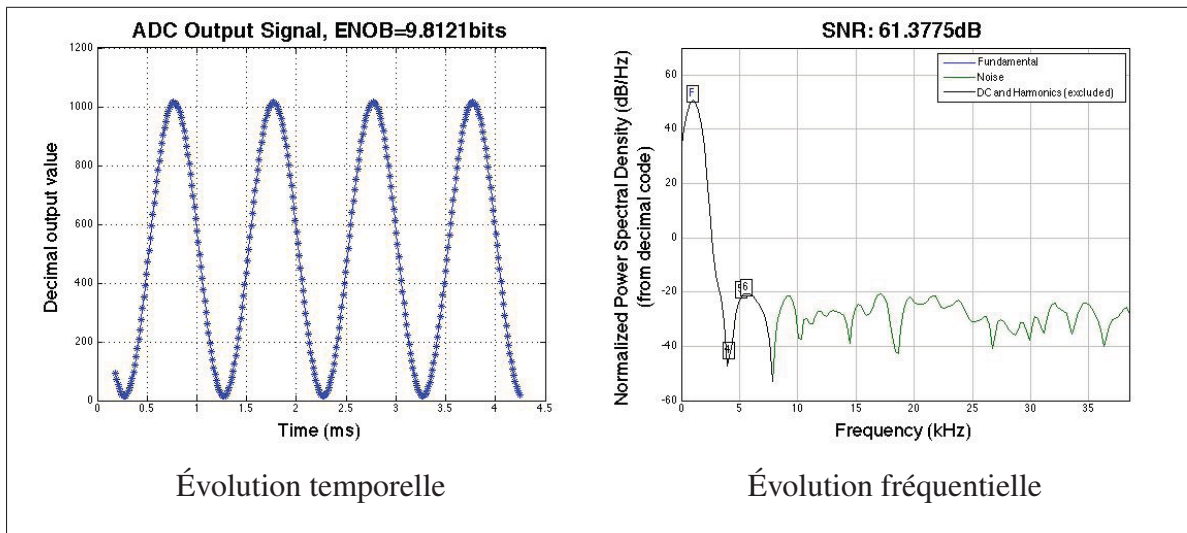 ADC Output Signal, ENOB=9.8121bits
1200
1000
800
600
400
200
0
Decimal output value
0
0.5
1
1.5
2
2.5
3
3.5
4
4.5
Time (ms)
Évolution temporelle
SNR: 61.3775dB
Fundamental
Noise
DC and Harmonics (excluded)
60
40
20
0
-20
-40
-60
Normalized Power Spectral Density (dB/Hz)
(from decimal code)
F
4
6
0
5
10
15
20
25
30
35
Frequency (kHz)
Évolution fréquentielle